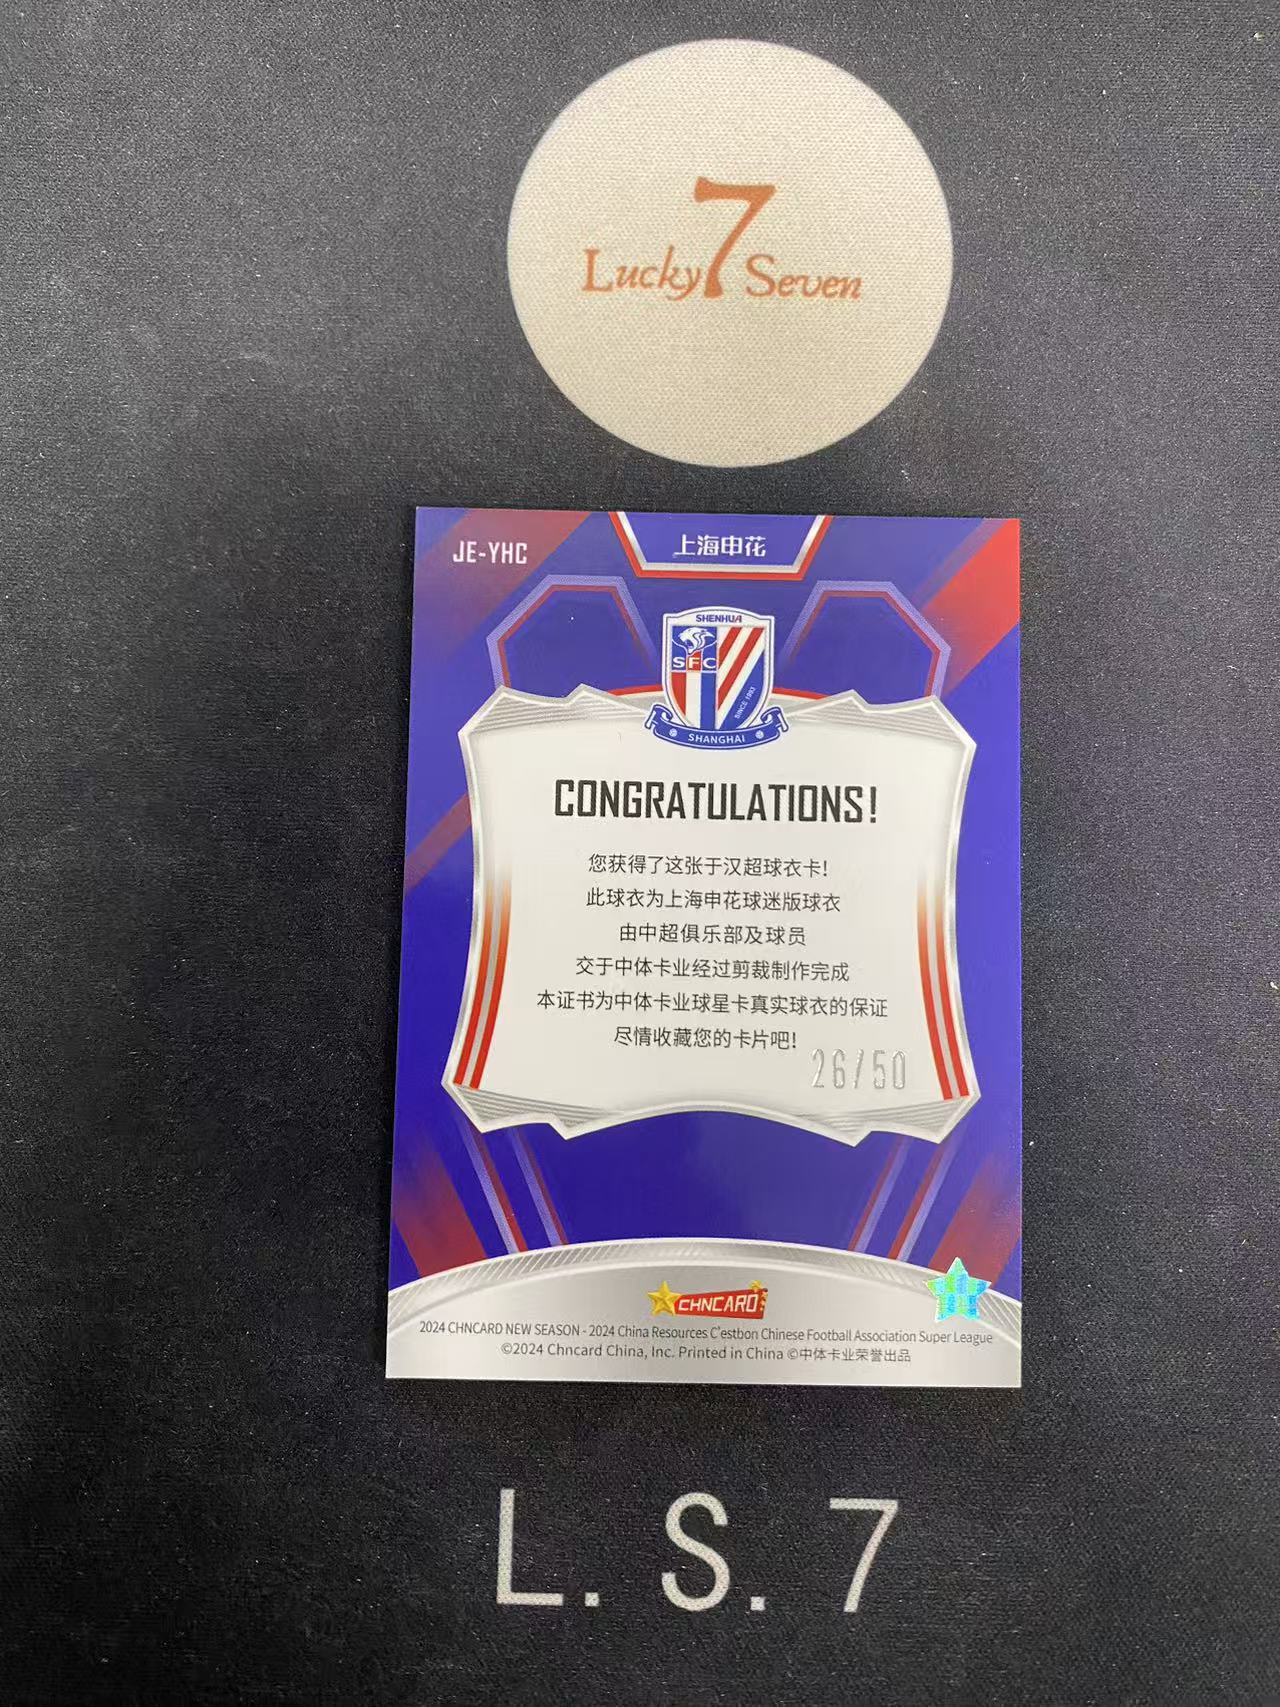 Lucky 7 Seven
JE-YHC
上海申花
SHENHUA
SFC
SINCE 1993
SHANGHAI
CONGRATULATIONS!
您获得了这张于汉超球衣卡!
此球衣为上海申花球迷版球衣
由中超俱乐部及球员
交于中体卡业经过剪裁制作完成
本证书为中体卡业球星卡真实球衣的保证
尽情收藏您的卡片吧!
26/50
CHNCARD
2024 CHNCARD NEW SEASON - 2024 China Resources C'estbon Chinese Football Association Super League
©2024 Chncard China, Inc. Printed in China ©中体卡业荣誉出品
L. S. 7